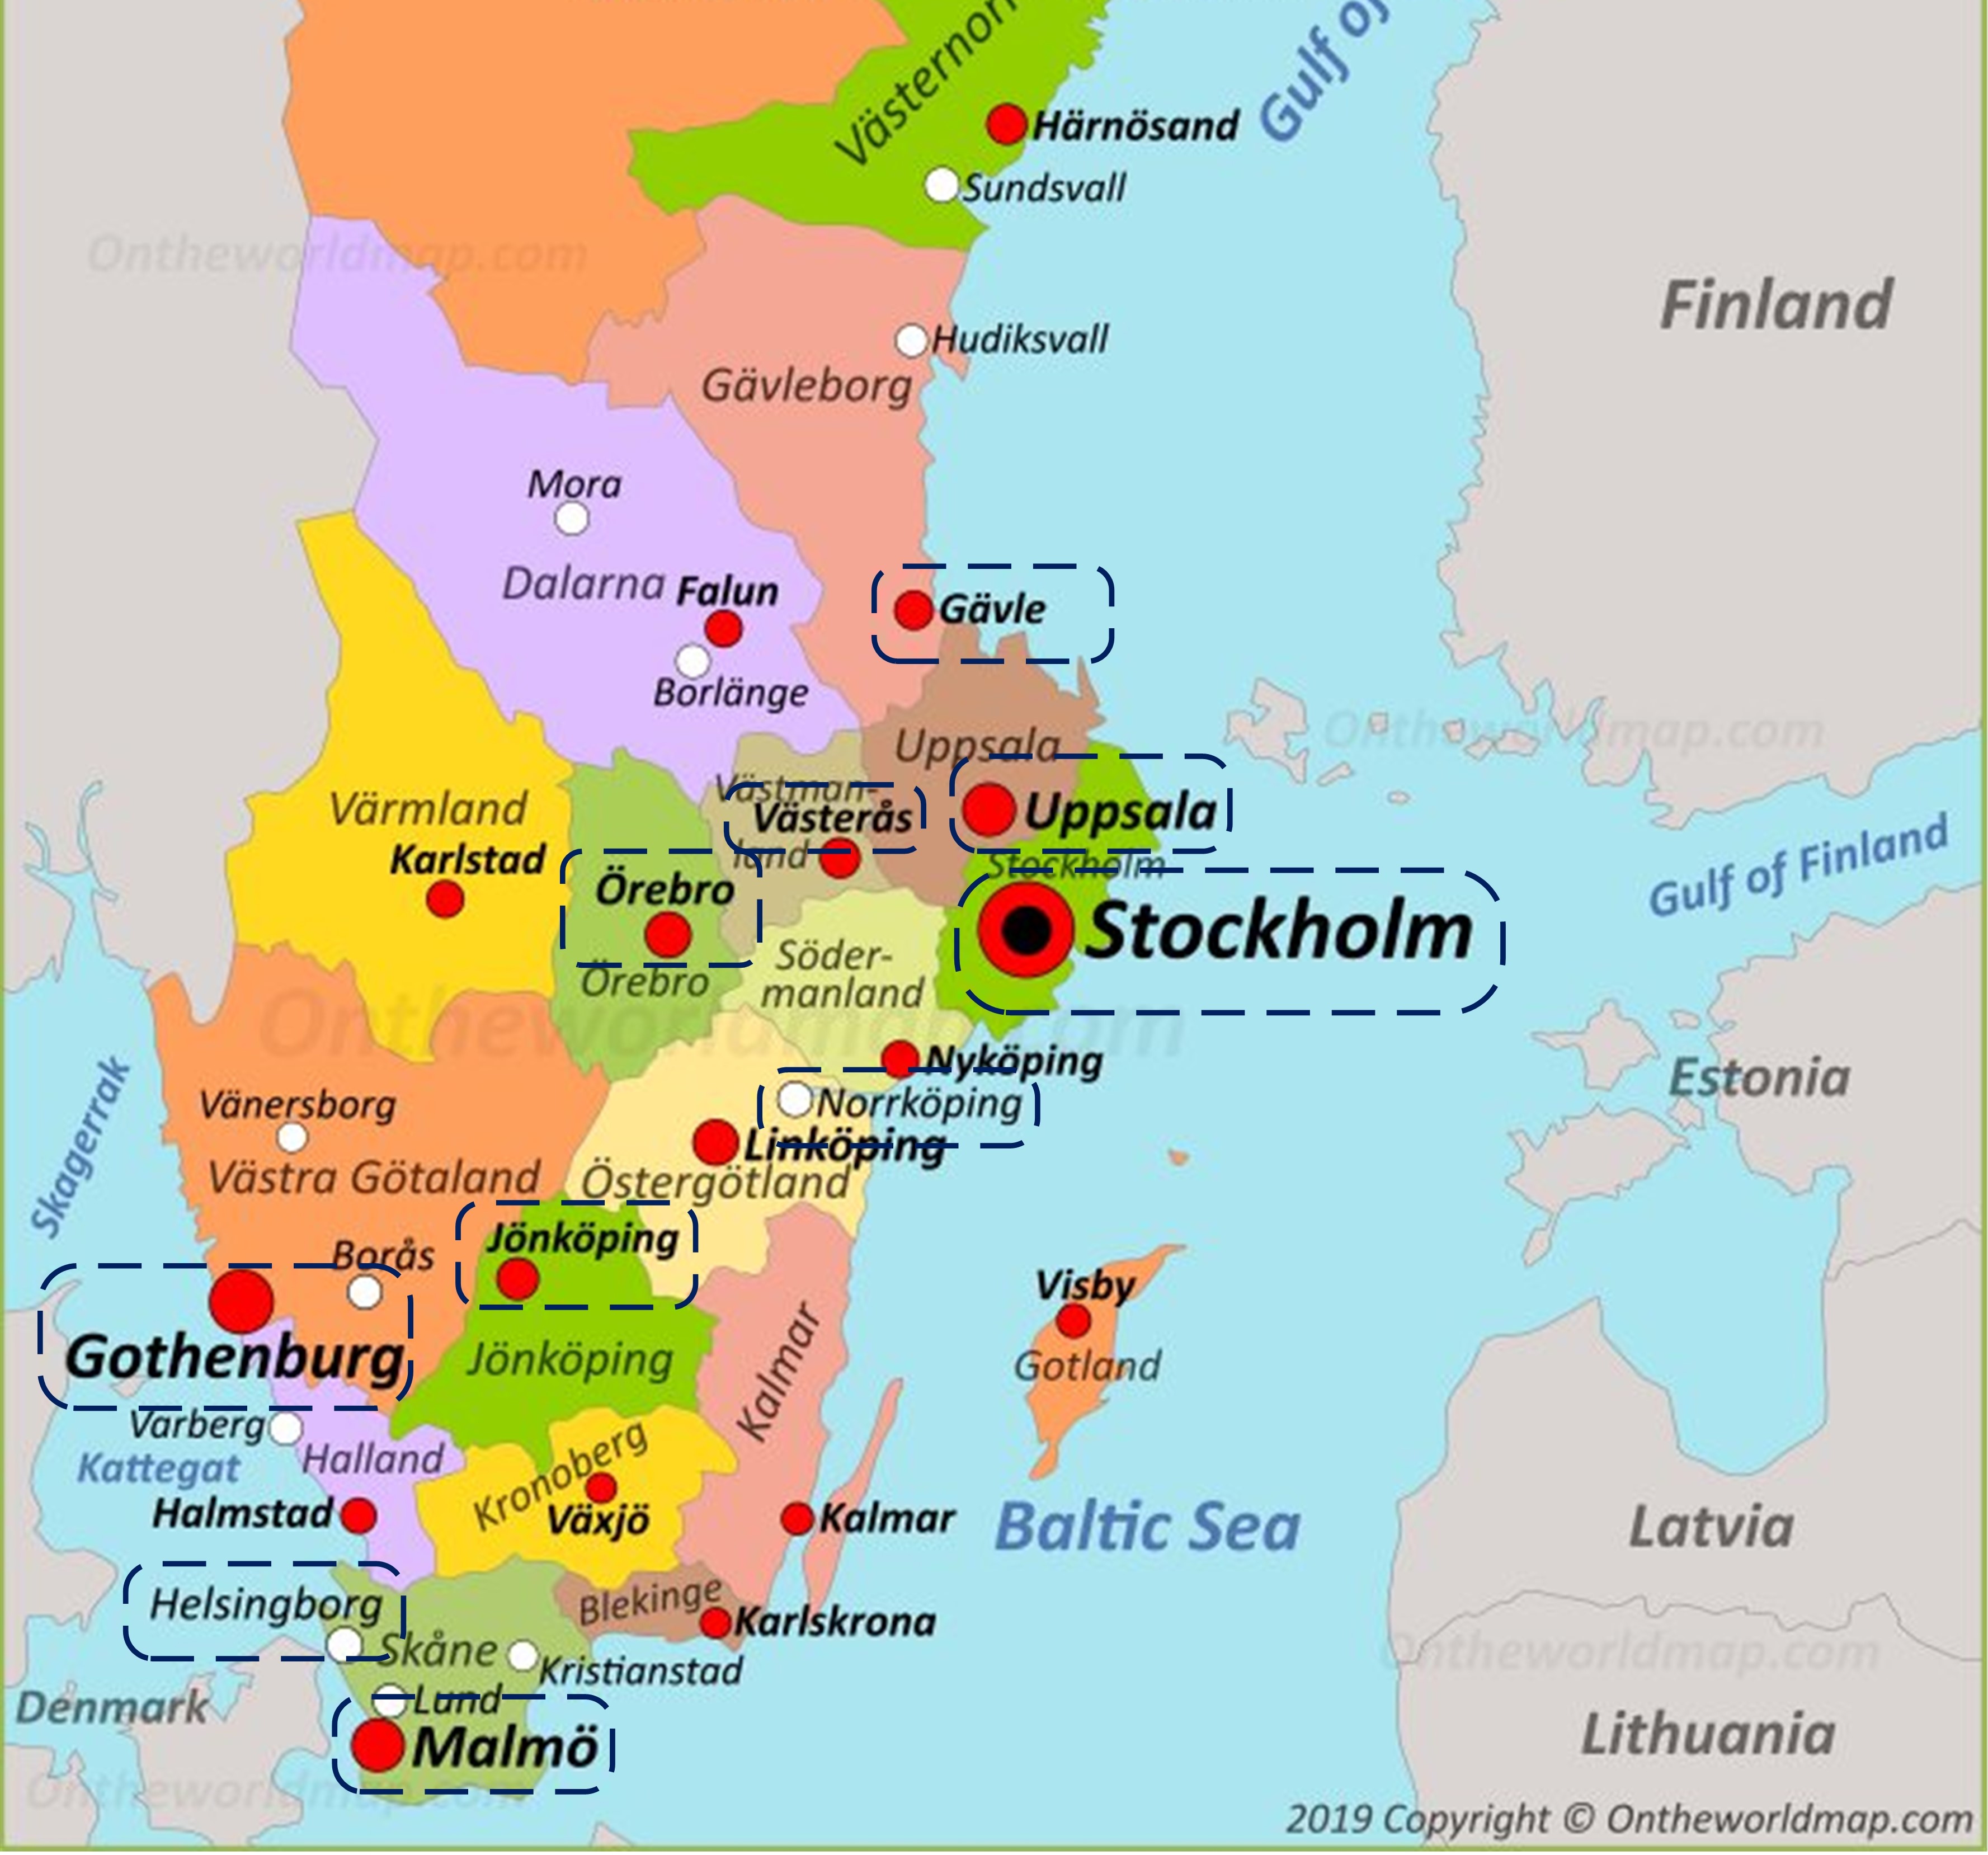 Gulf of
Västernorr
Härnösand
Sundsvall
Ontheworldmap.com
Finland
Hudiksvall
Gävleborg
Mora
Dalarna
Falun
Borlänge
Gävle
Ontheworldmap.com
Uppsala
Västman-
land
Västerås
Uppsala
Värmland
Karlstad
Örebro
Örebro
Stockholm
Stockholm
Gulf of Finland
Söder-
manland
Ontheworldmap.com
Nyköping
Norrköping
Linköping
Östergötland
Estonia
Skagerrak
Vänersborg
Västra Götaland
Borås
Jönköping
Jönköping
Gothenburg
Visby
Gotland
Kalmar
Varberg
Kattegat
Halland
Halmstad
Kronoberg
Växjö
Kalmar
Baltic Sea
Latvia
Helsingborg
Skåne
Kristianstad
Blekinge
Karlskrona
Ontheworldmap.com
Denmark
Lund
Malmö
Lithuania
Ontheworldmap.com
2019 Copyright © Ontheworldmap.com